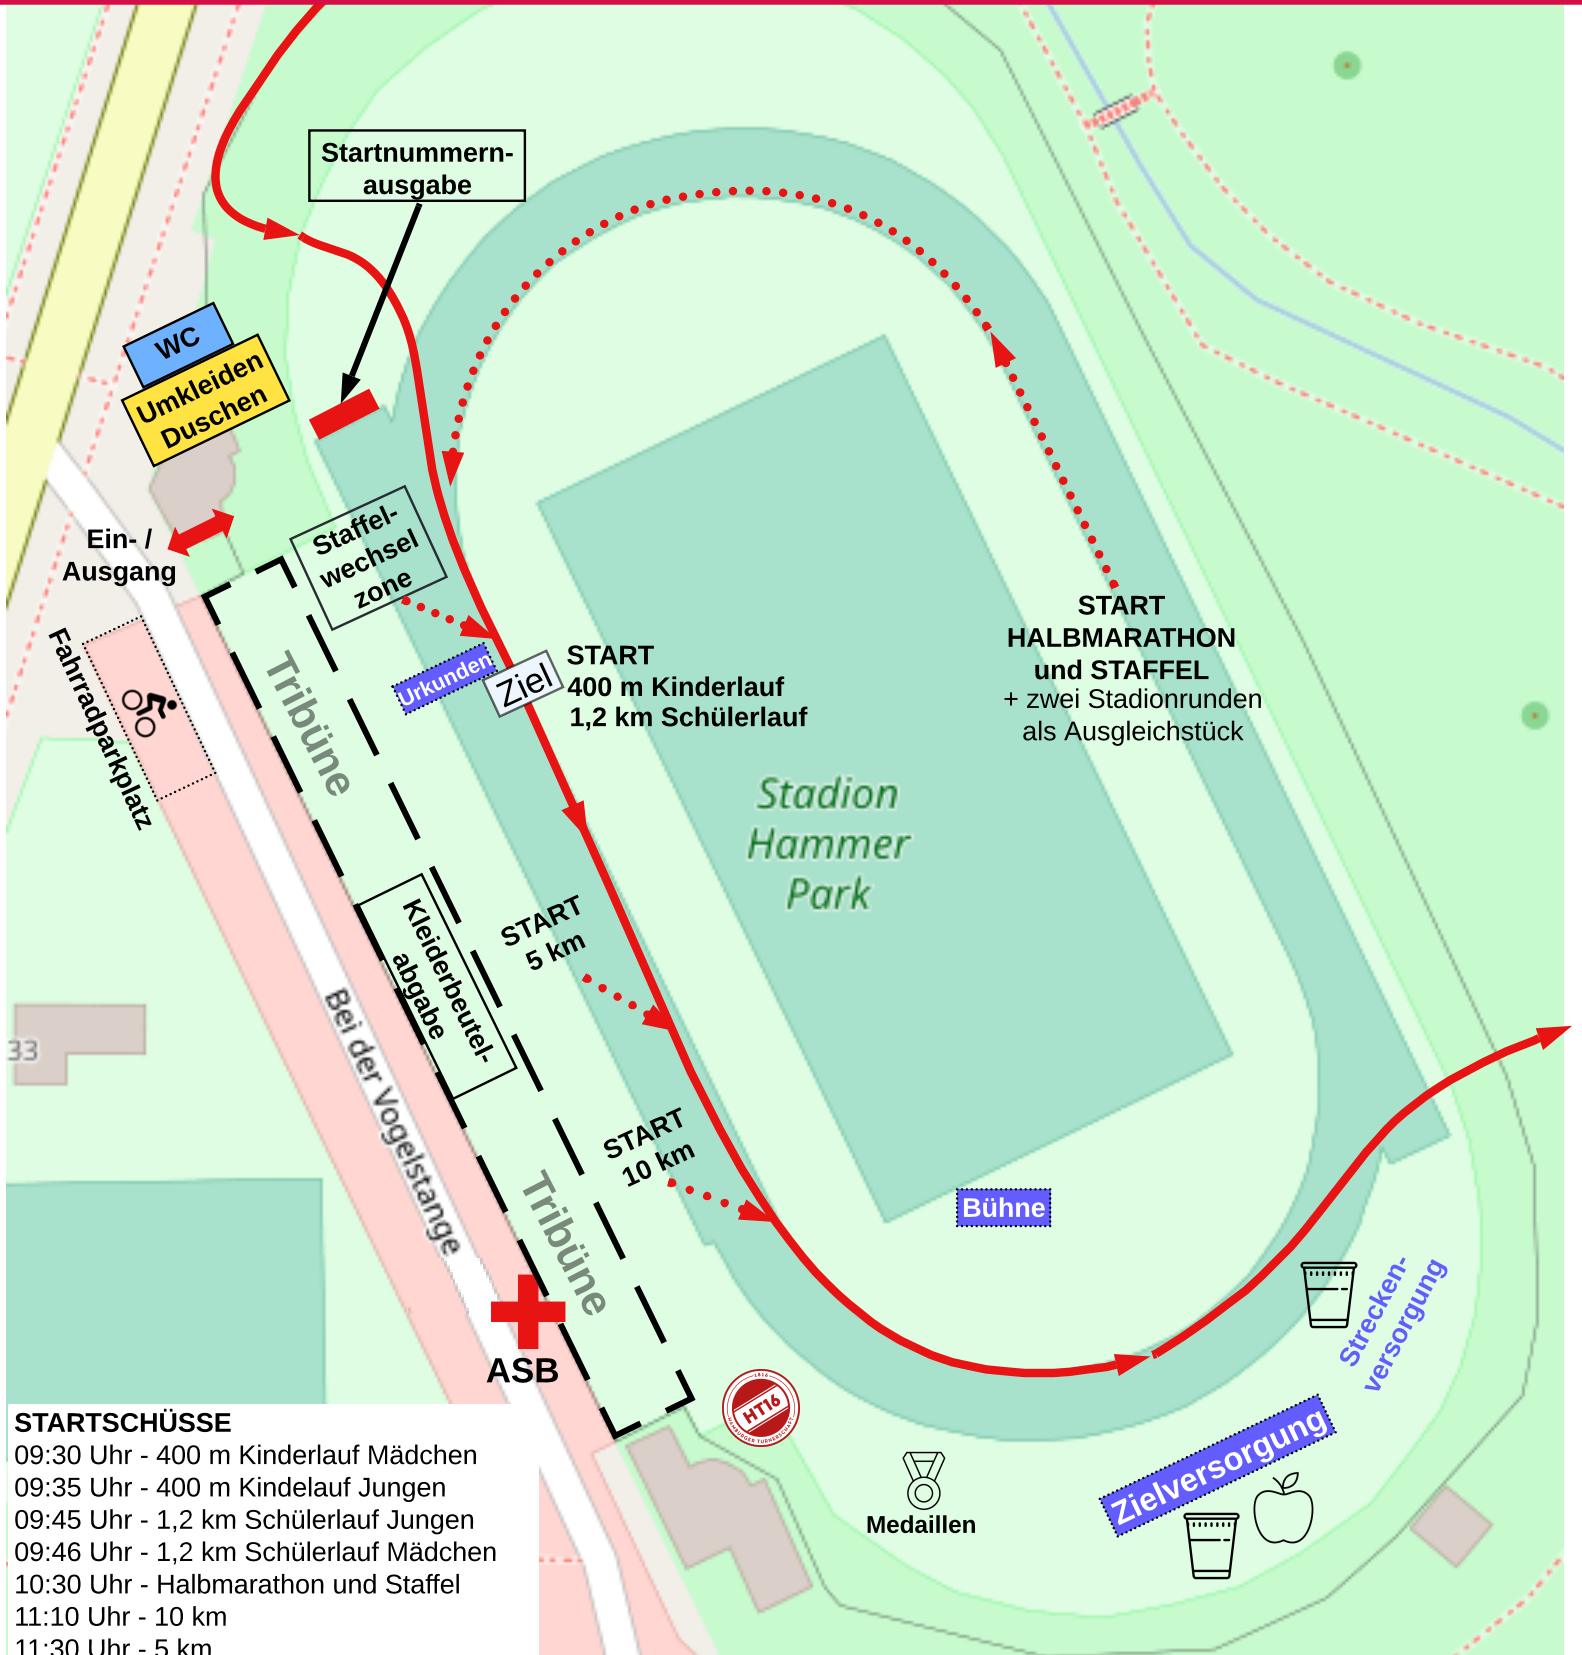 Startnummern-
ausgabe
WC
Umkleiden
Duschen
Ein- /
Ausgang
Staffel-
wechsel
zone
Fahrradparkplatz
Tribüne
Urkunden
Ziel
START
400 m Kinderlauf
1,2 km Schülerlauf
START
HALBMARATHON
und STAFFEL
+ zwei Stadionrunden
als Ausgleichstück
Stadion
Hammer
Park
START
5 km
Kleiderbeutel-
abgabe
Bei der Vogelstange
33
START
10 km
Tribüne
Bühne
ASB
Strecken-
versorgung
Zielversorgung
Medaillen
1816
HT16
HAMBURGER TURNERSCHAFT
STARTSCHÜSSE
09:30 Uhr - 400 m Kinderlauf Mädchen
09:35 Uhr - 400 m Kindelauf Jungen
09:45 Uhr - 1,2 km Schülerlauf Jungen
09:46 Uhr - 1,2 km Schülerlauf Mädchen
10:30 Uhr - Halbmarathon und Staffel
11:10 Uhr - 10 km
11:30 Uhr - 5 km